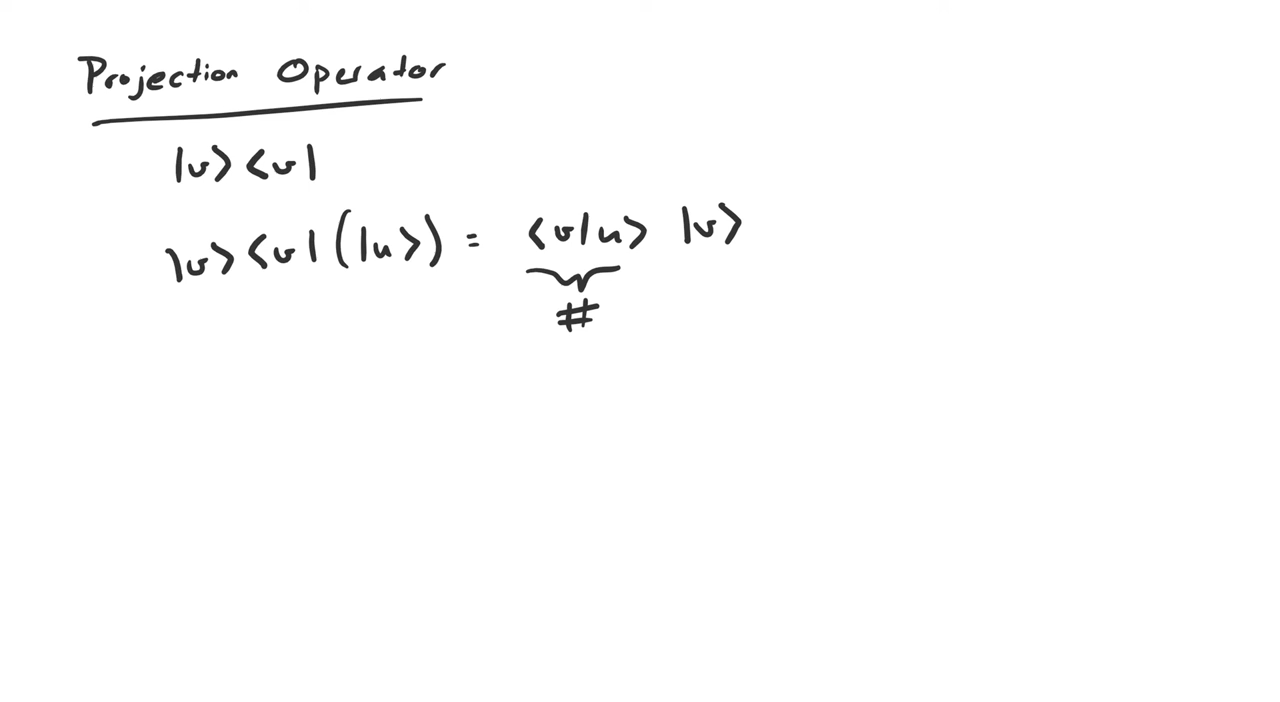 Projection Operator
|v><v|
|v><v|(|u>) = <v|u> |v>
#